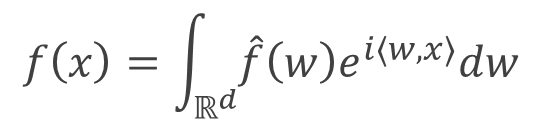 f(x) = ∫_{ℝ^d} f̂(w)e^{i⟨w,x⟩}dw